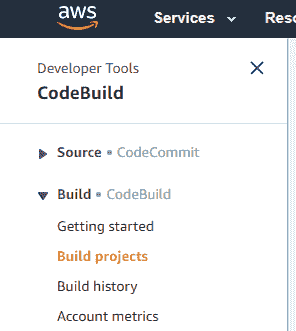 aws
Services
Reso
Developer Tools
CodeBuild
Source • CodeCommit
Build • CodeBuild
Getting started
Build projects
Build history
Account metrics